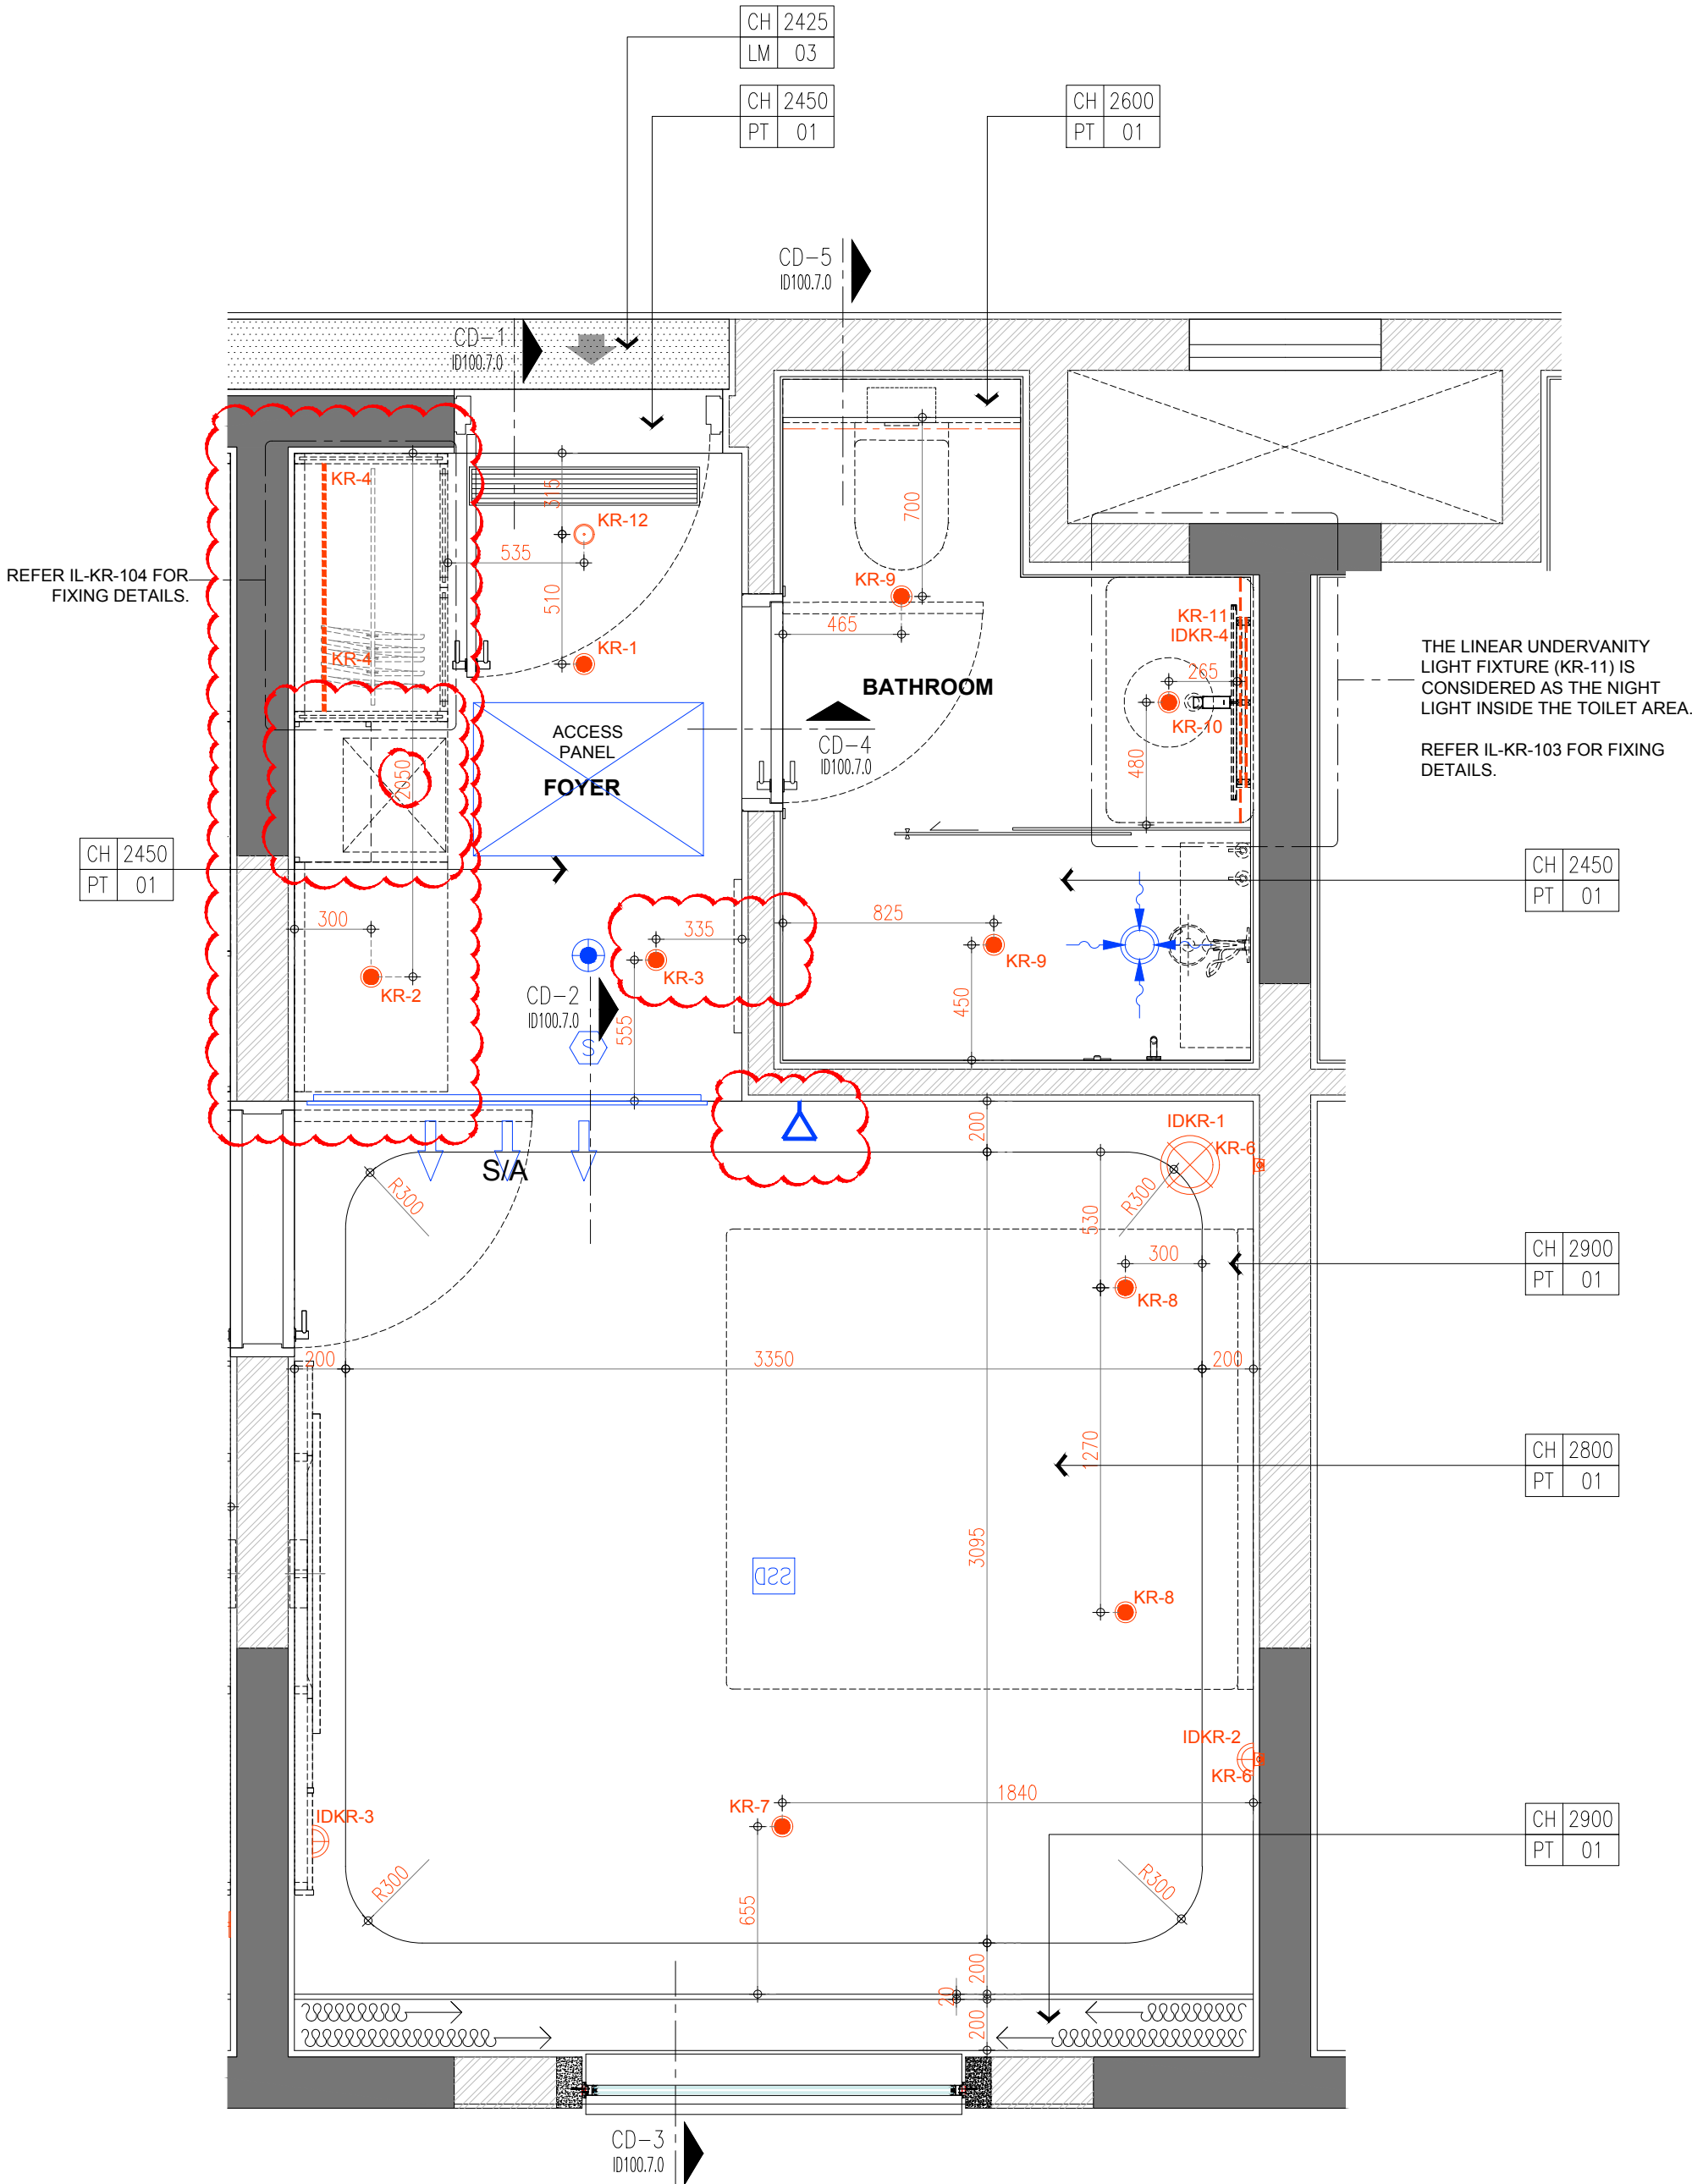 CH 2425
LM 03
CH 2450
PT 01
CH 2600
PT 01
CD-5
ID100.7.0
CD-1
ID100.7.0
KR-4
315
KR-12
535
700
REFER IL-KR-104 FOR
FIXING DETAILS.
510
KR-9
465
KR-11
IDKR-4
KR-4
KR-1
265
THE LINEAR UNDERVANITY
LIGHT FIXTURE (KR-11) IS
CONSIDERED AS THE NIGHT
LIGHT INSIDE THE TOILET AREA.
REFER IL-KR-103 FOR FIXING
DETAILS.
BATHROOM
KR-10
ACCESS
PANEL
FOYER
CD-4
ID100.7.0
480
2050
CH 2450
PT 01
CH 2450
PT 01
300
335
825
KR-3
KR-9
KR-2
CD-2
ID100.7.0
555
450
S
200
IDKR-1
KR-6
S/A
R300
R300
530
300
CH 2900
PT 01
KR-8
200
3350
200
1270
CH 2800
PT 01
3095
SSD
KR-8
IDKR-2
KR-6
1840
KR-7
IDKR-3
CH 2900
PT 01
R300
R300
655
200
20
200
CD-3
ID100.7.0